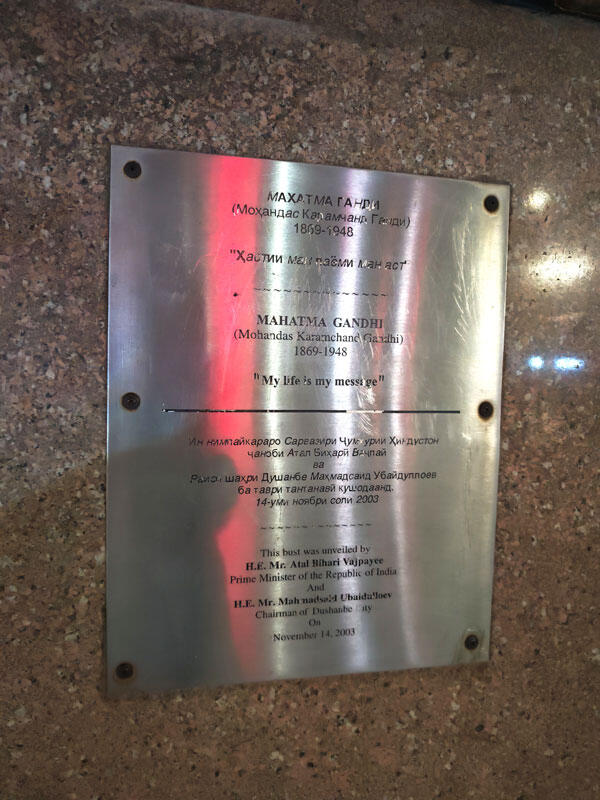 МАХАТМА ГАНДИ
(Моҳандас Карамчанд Ганди)
1869-1948
"Ҳастии ман паёми ман аст"
~~~~~~~~~~~~~~
MAHATMA GANDHI
(Mohandas Karamchand Gandhi)
1869-1948
"My life is my message"
Ин нимпайкараро Сарвазири Ҷумҳурии Ҳиндустон
ҷаноби Атал Биҳарӣ Ваҷпай
ва
Раиси шаҳри Душанбе Маҳмадсаид Убайдуллоев
ба таври тантанавӣ кушоданд.
14-уми ноябри соли 2003
~~~~~~~~~~~~~~
This bust was unveiled by
H.E. Mr. Atal Bihari Vajpayee
Prime Minister of the Republic of India
And
H.E. Mr. Mahmadsaid Ubaidulloev
Chairman of Dushanbe City
On
November 14, 2003